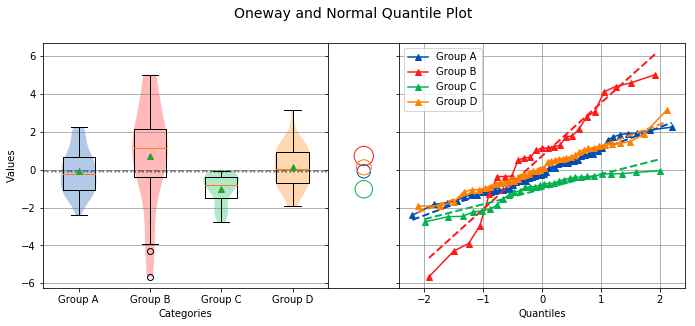 Oneway and Normal Quantile Plot
6
4
2
0
−2
−4
−6
Values
Group A
Group B
Group C
Group D
Categories
Group A
Group B
Group C
Group D
−2
−1
0
1
2
Quantiles